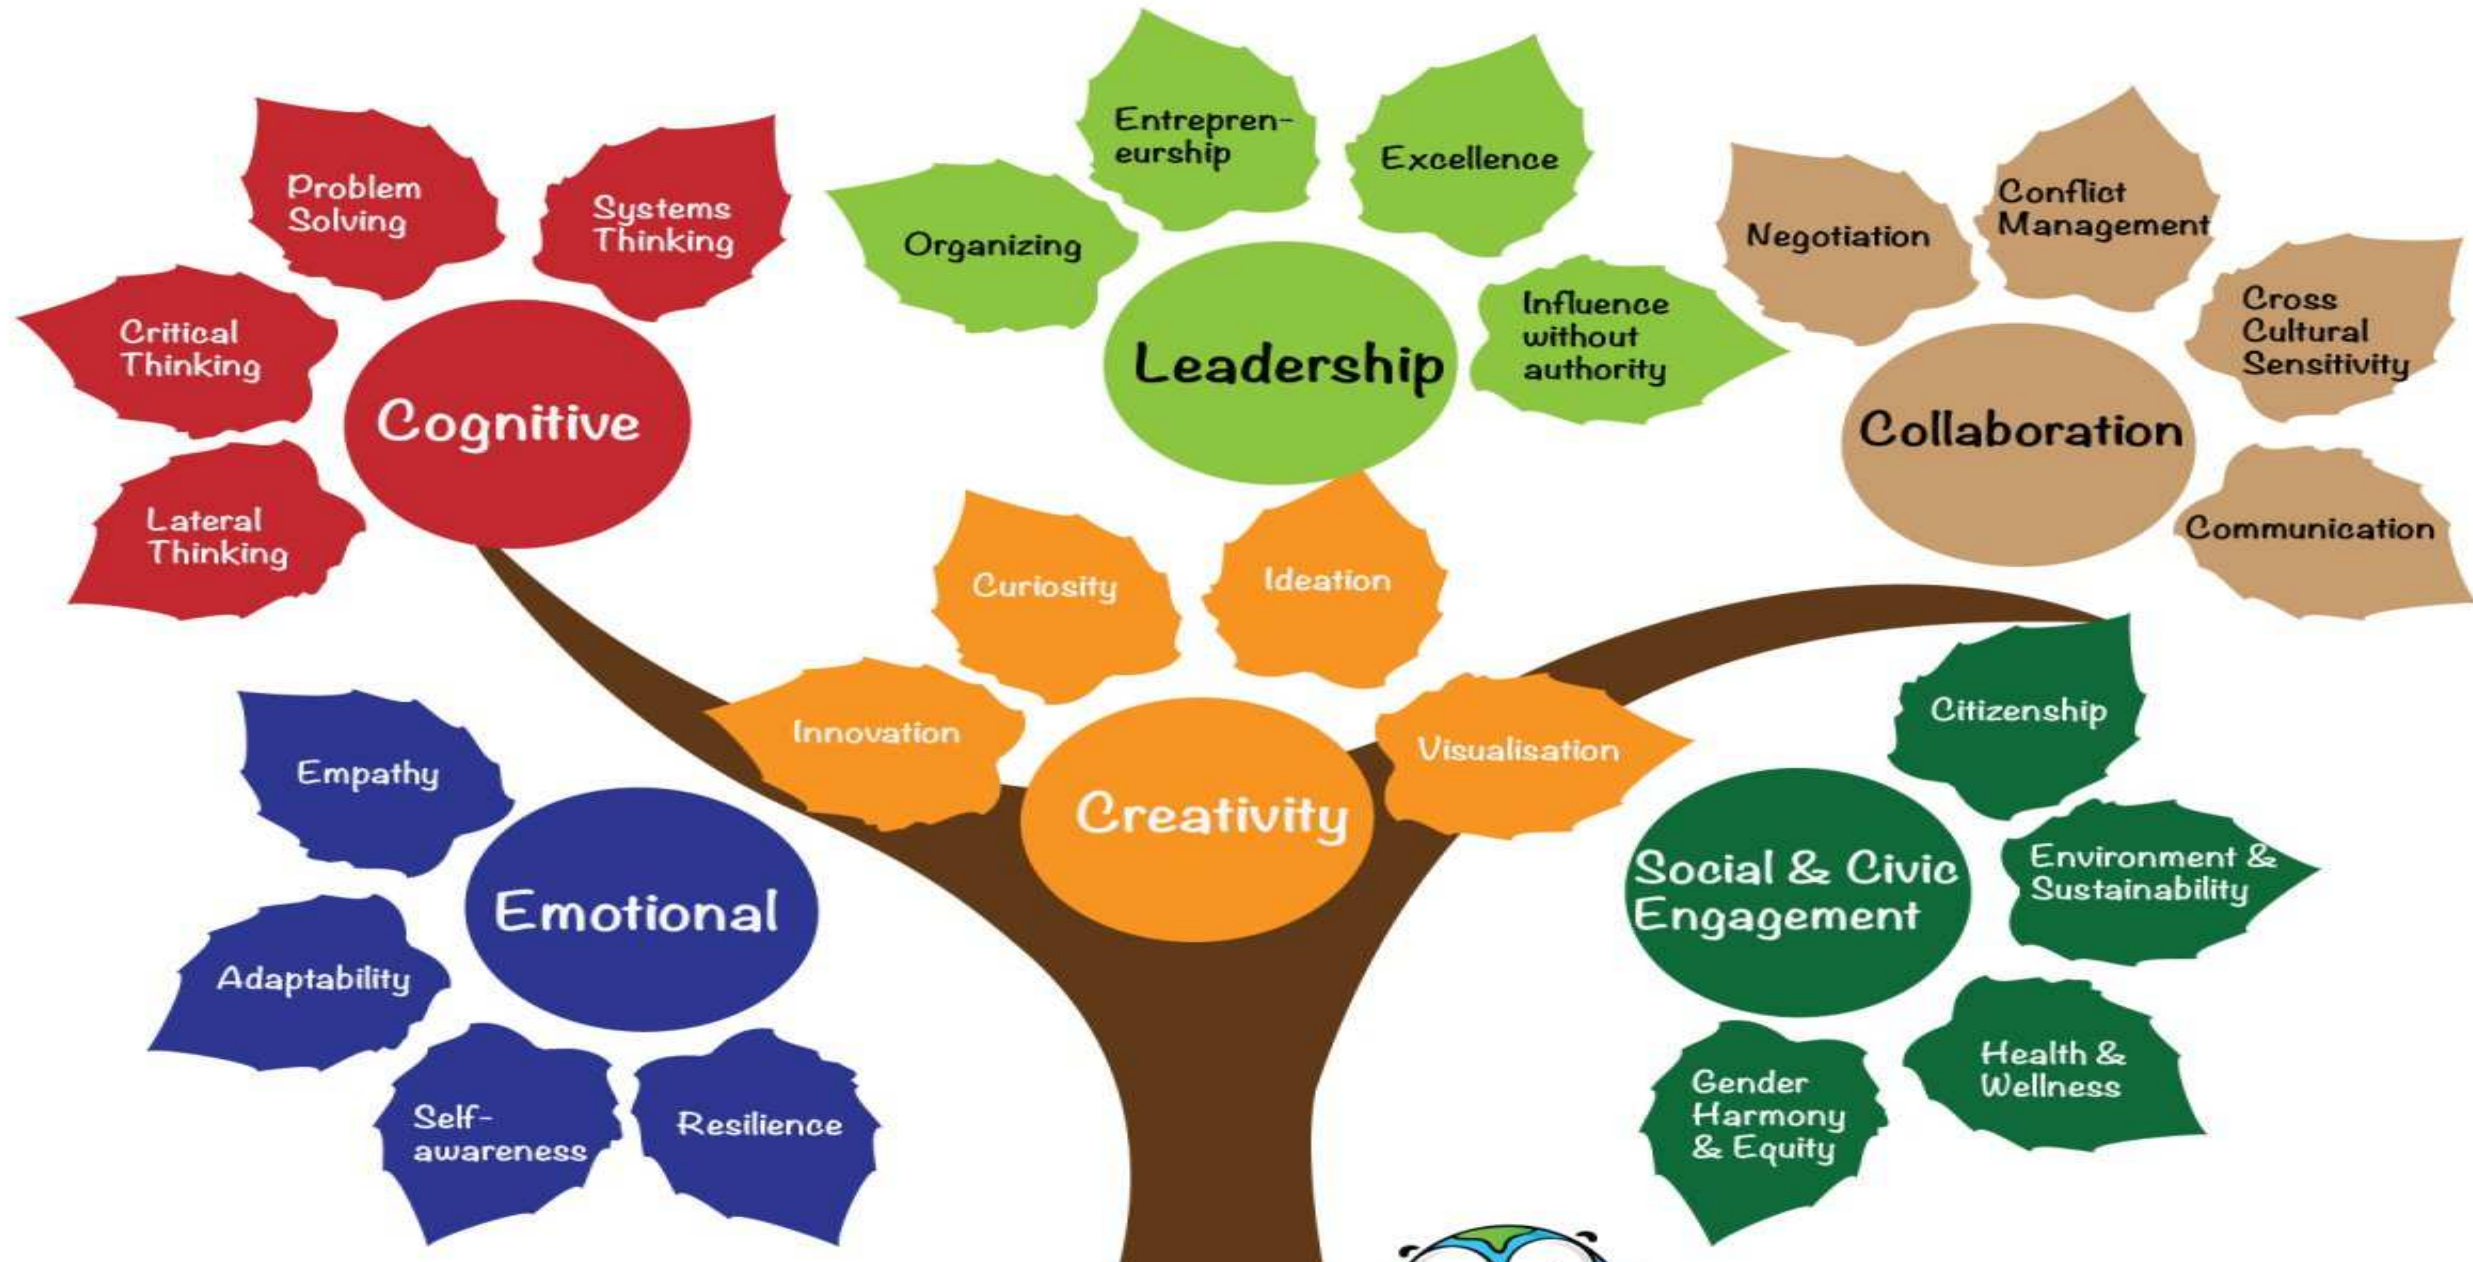 Problem
Solving
Systems
Thinking
Critical
Thinking
Lateral
Thinking
Cognitive
Entrepren-
eurship
Excellence
Organizing
Influence
without
authority
Leadership
Negotiation
Conflict
Management
Cross
Cultural
Sensitivity
Communication
Collaboration
Curiosity
Ideation
Innovation
Visualisation
Creativity
Empathy
Adaptability
Self-
awareness
Resilience
Emotional
Citizenship
Environment &
Sustainability
Health &
Wellness
Gender
Harmony
& Equity
Social & Civic
Engagement